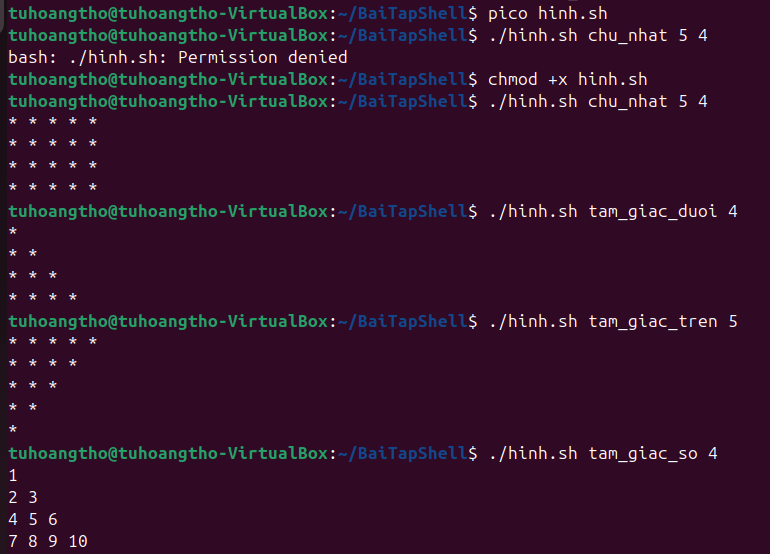 tuhoangtho@tuhoangtho-VirtualBox:~/BaiTapShell$ pico hinh.sh
tuhoangtho@tuhoangtho-VirtualBox:~/BaiTapShell$ ./hinh.sh chu_nhat 5 4
bash: ./hinh.sh: Permission denied
tuhoangtho@tuhoangtho-VirtualBox:~/BaiTapShell$ chmod +x hinh.sh
tuhoangtho@tuhoangtho-VirtualBox:~/BaiTapShell$ ./hinh.sh chu_nhat 5 4
* * * * *
* * * * *
* * * * *
* * * * *
tuhoangtho@tuhoangtho-VirtualBox:~/BaiTapShell$ ./hinh.sh tam_giac_duoi 4
*
* *
* * *
* * * *
tuhoangtho@tuhoangtho-VirtualBox:~/BaiTapShell$ ./hinh.sh tam_giac_tren 5
* * * * *
* * * *
* * *
* *
*
tuhoangtho@tuhoangtho-VirtualBox:~/BaiTapShell$ ./hinh.sh tam_giac_so 4
1
2 3
4 5 6
7 8 9 10